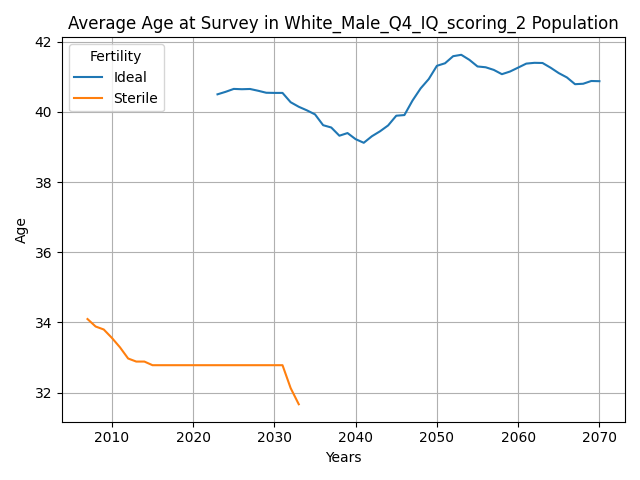 Average Age at Survey in White_Male_Q4_IQ_scoring_2 Population
Fertility
Ideal
Sterile
Age
42
40
38
36
34
32
2010 2020 2030 2040 2050 2060 2070
Years